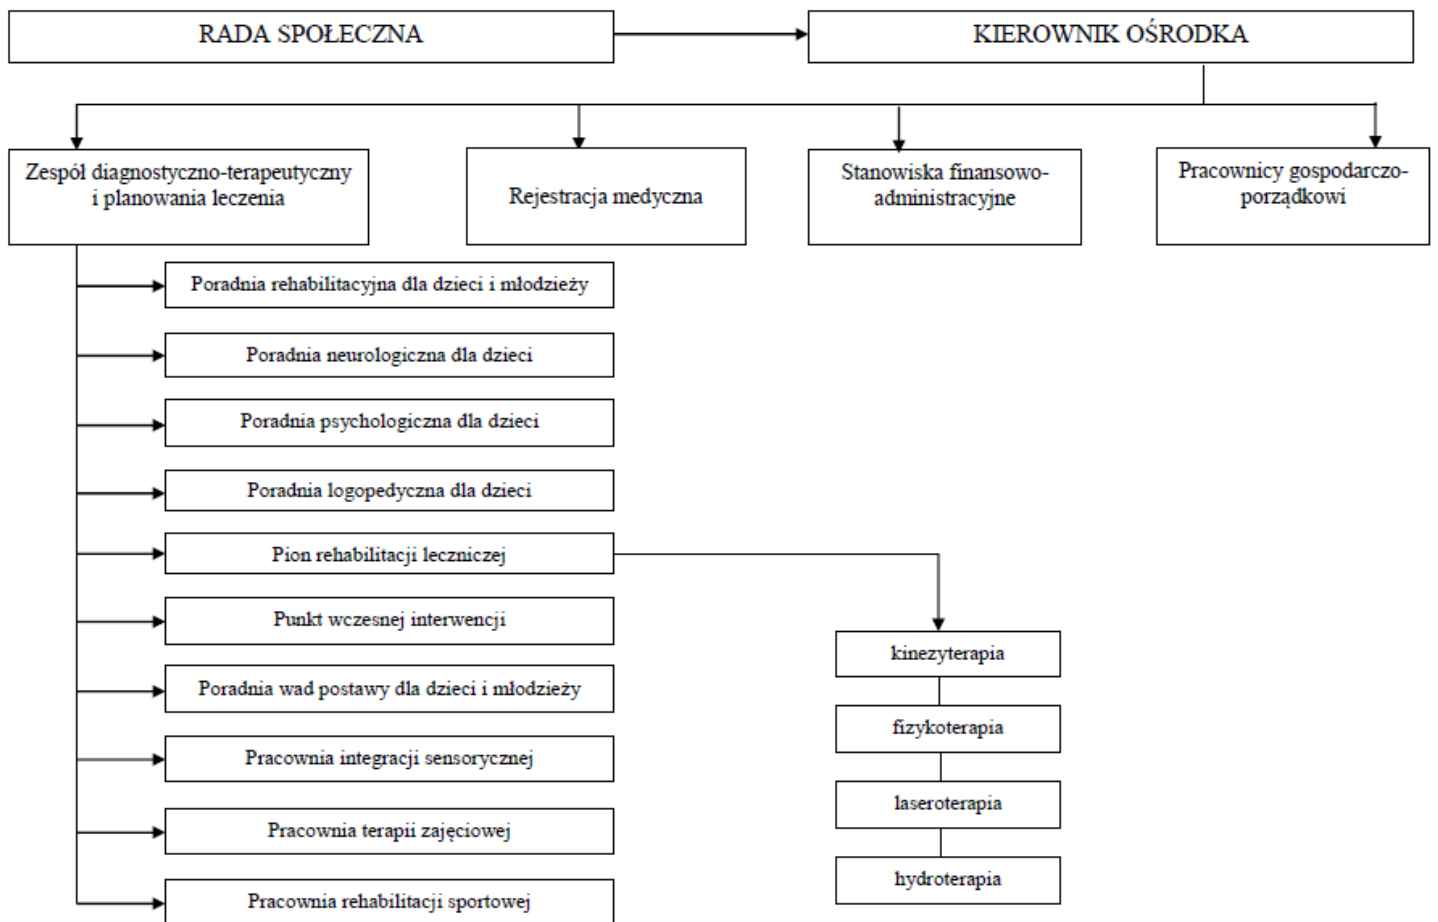 RADA SPOŁECZNA
KIEROWNIK OŚRODKA
Zespół diagnostyczno-terapeutyczny
i planowania leczenia
Rejestracja medyczna
Stanowiska finansowo-
administracyjne
Pracownicy gospodarczo-
porządkowi
Poradnia rehabilitacyjna dla dzieci i młodzieży
Poradnia neurologiczna dla dzieci
Poradnia psychologiczna dla dzieci
Poradnia logopedyczna dla dzieci
Pion rehabilitacji leczniczej
Punkt wczesnej interwencji
Poradnia wad postawy dla dzieci i młodzieży
Pracownia integracji sensorycznej
Pracownia terapii zajęciowej
Pracownia rehabilitacji sportowej
kinezyterapia
fizykoterapia
laseroterapia
hydroterapia